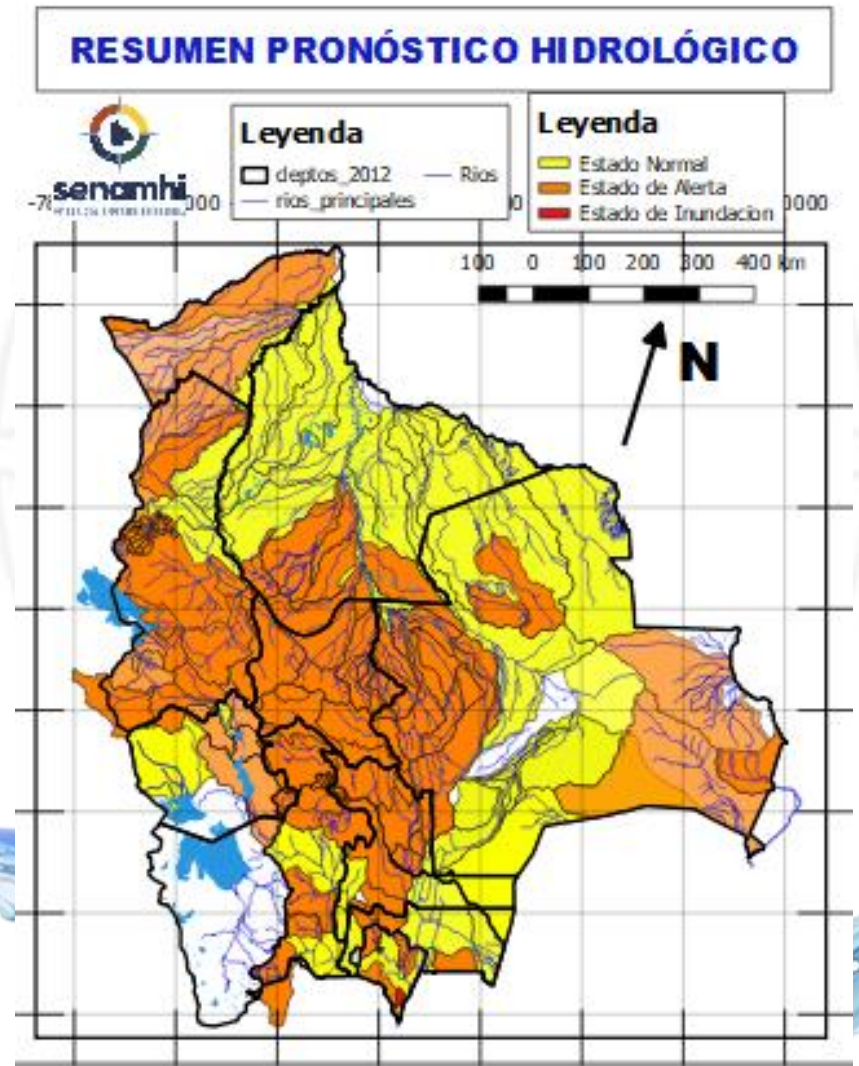 RESUMEN PRONÓSTICO HIDROLÓGICO
senamhi
Leyenda
deptos_2012
Rios
rios_principales
Leyenda
Estado Normal
Estado de Alerta
Estado de Inundacion
100 0 100 200 300 400 km
N